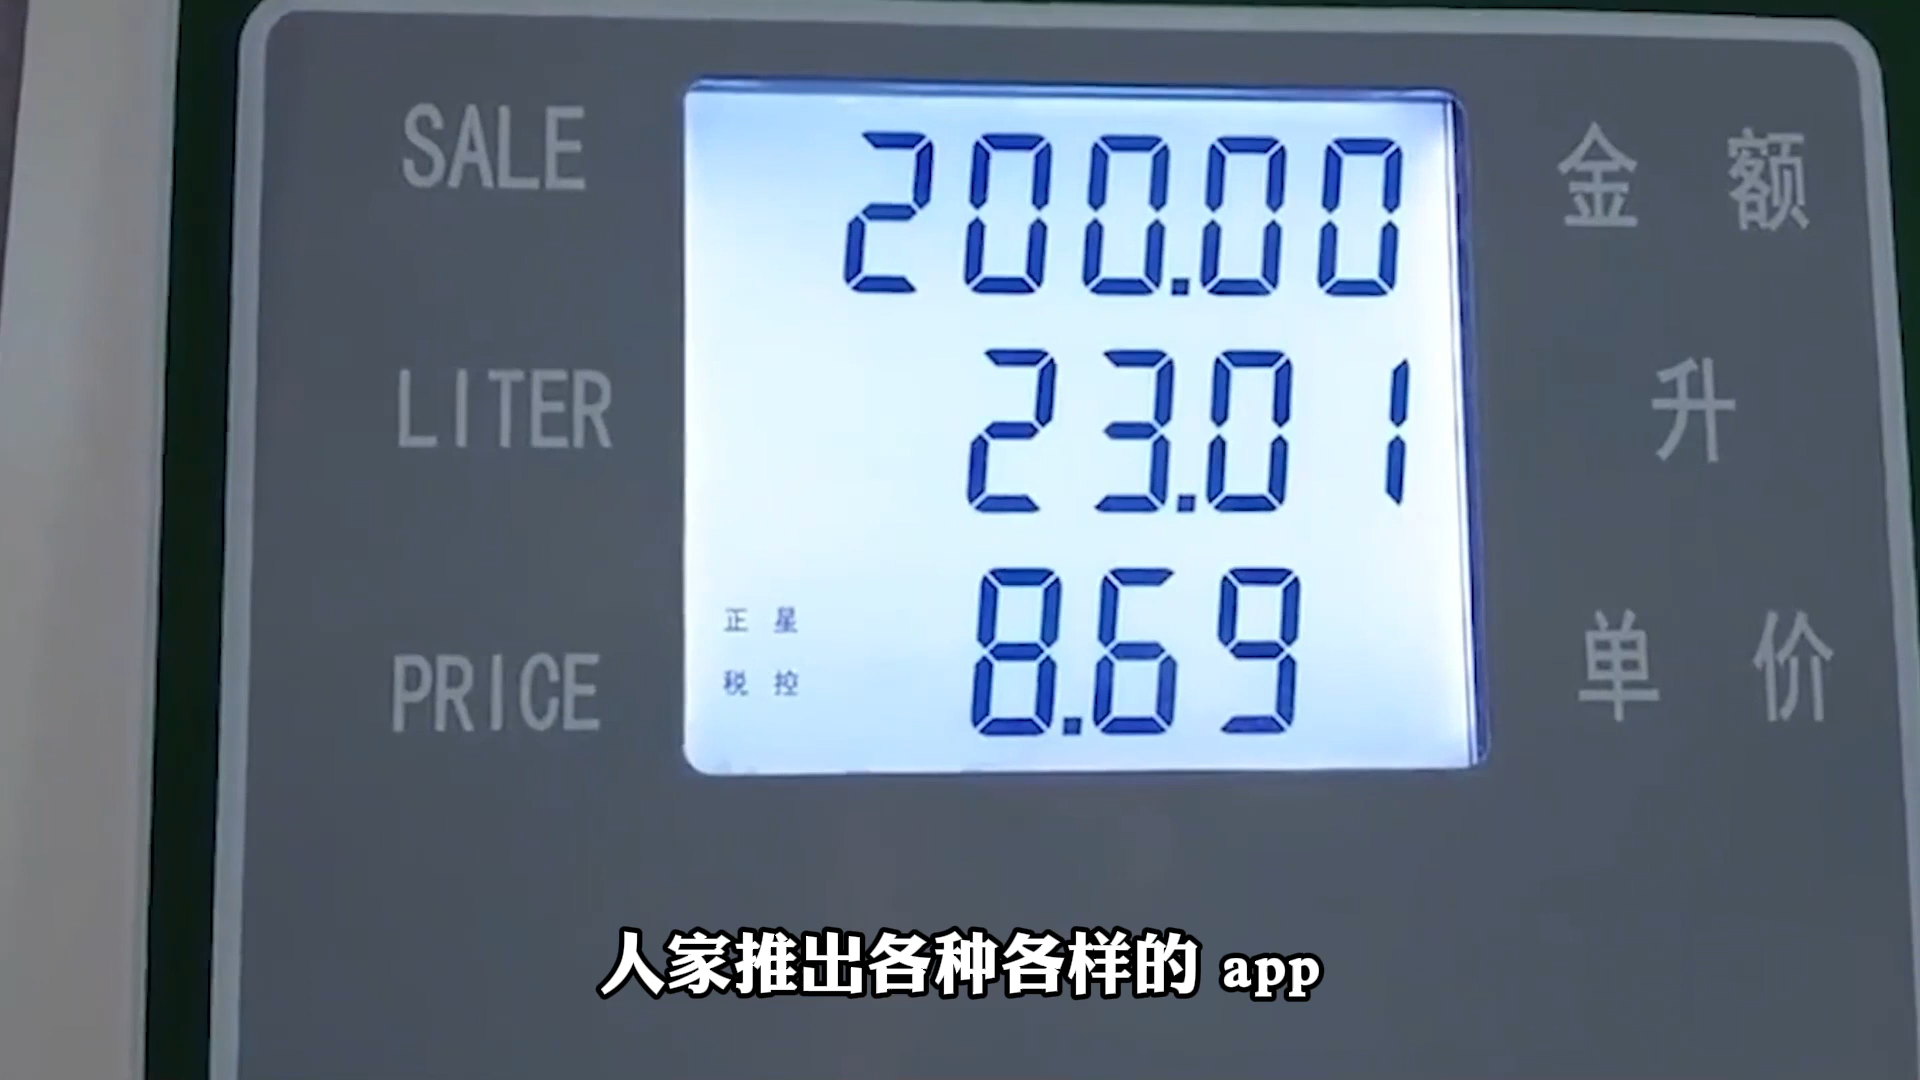 SALE 200.00 金额
LITER 23.01 升
正星
税控
PRICE 8.69 单价
人家推出各种各样的 app